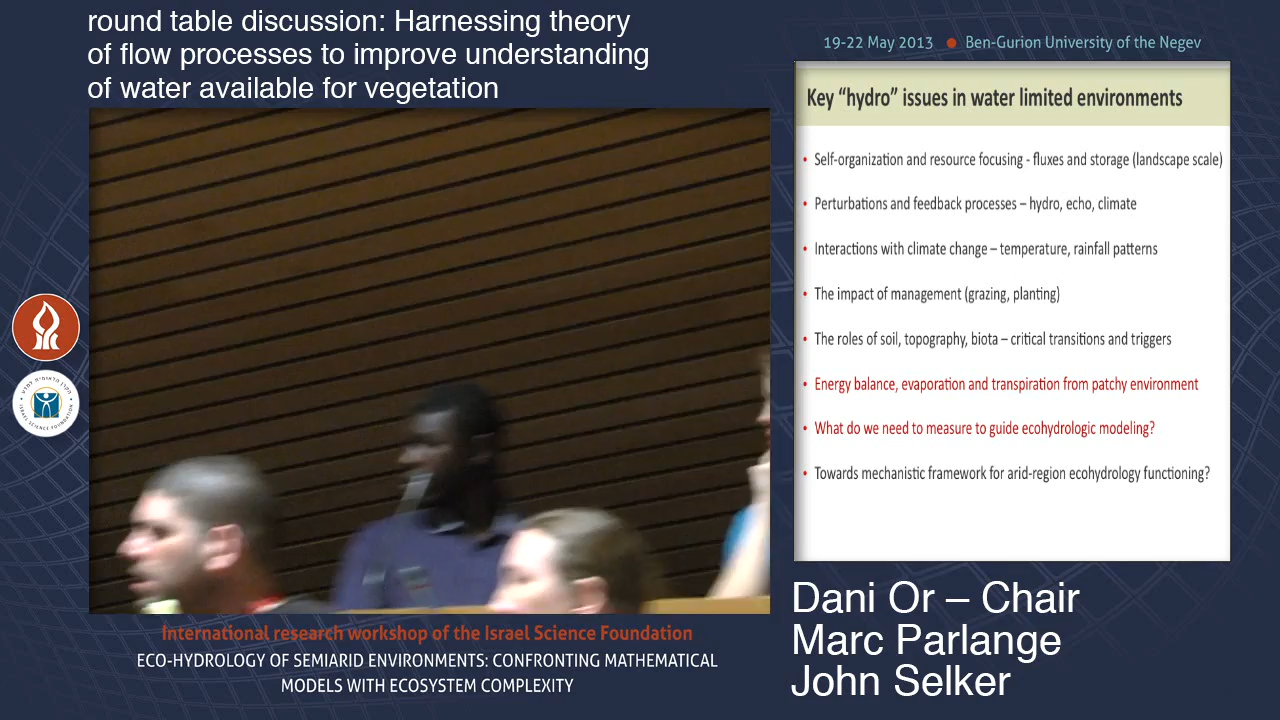 round table discussion: Harnessing theory
of flow processes to improve understanding
of water available for vegetation
19-22 May 2013 ● Ben-Gurion University of the Negev
Key “hydro” issues in water limited environments
• Self-organization and resource focusing - fluxes and storage (landscape scale)
• Perturbations and feedback processes – hydro, echo, climate
• Interactions with climate change – temperature, rainfall patterns
• The impact of management (grazing, planting)
• The roles of soil, topography, biota – critical transitions and triggers
• Energy balance, evaporation and transpiration from patchy environment
• What do we need to measure to guide ecohydrologic modeling?
• Towards mechistic framework for arid-region ecohydrology functioning?
ISRAEL SCIENCE FOUNDATION
International research workshop of the Israel Science Foundation
ECO-HYDROLOGY OF SEMIARID ENVIRONMENTS: CONFRONTING MATHEMATICAL
MODELS WITH ECOSYSTEM COMPLEXITY
Dani Or – Chair
Marc Parlange
John Selker